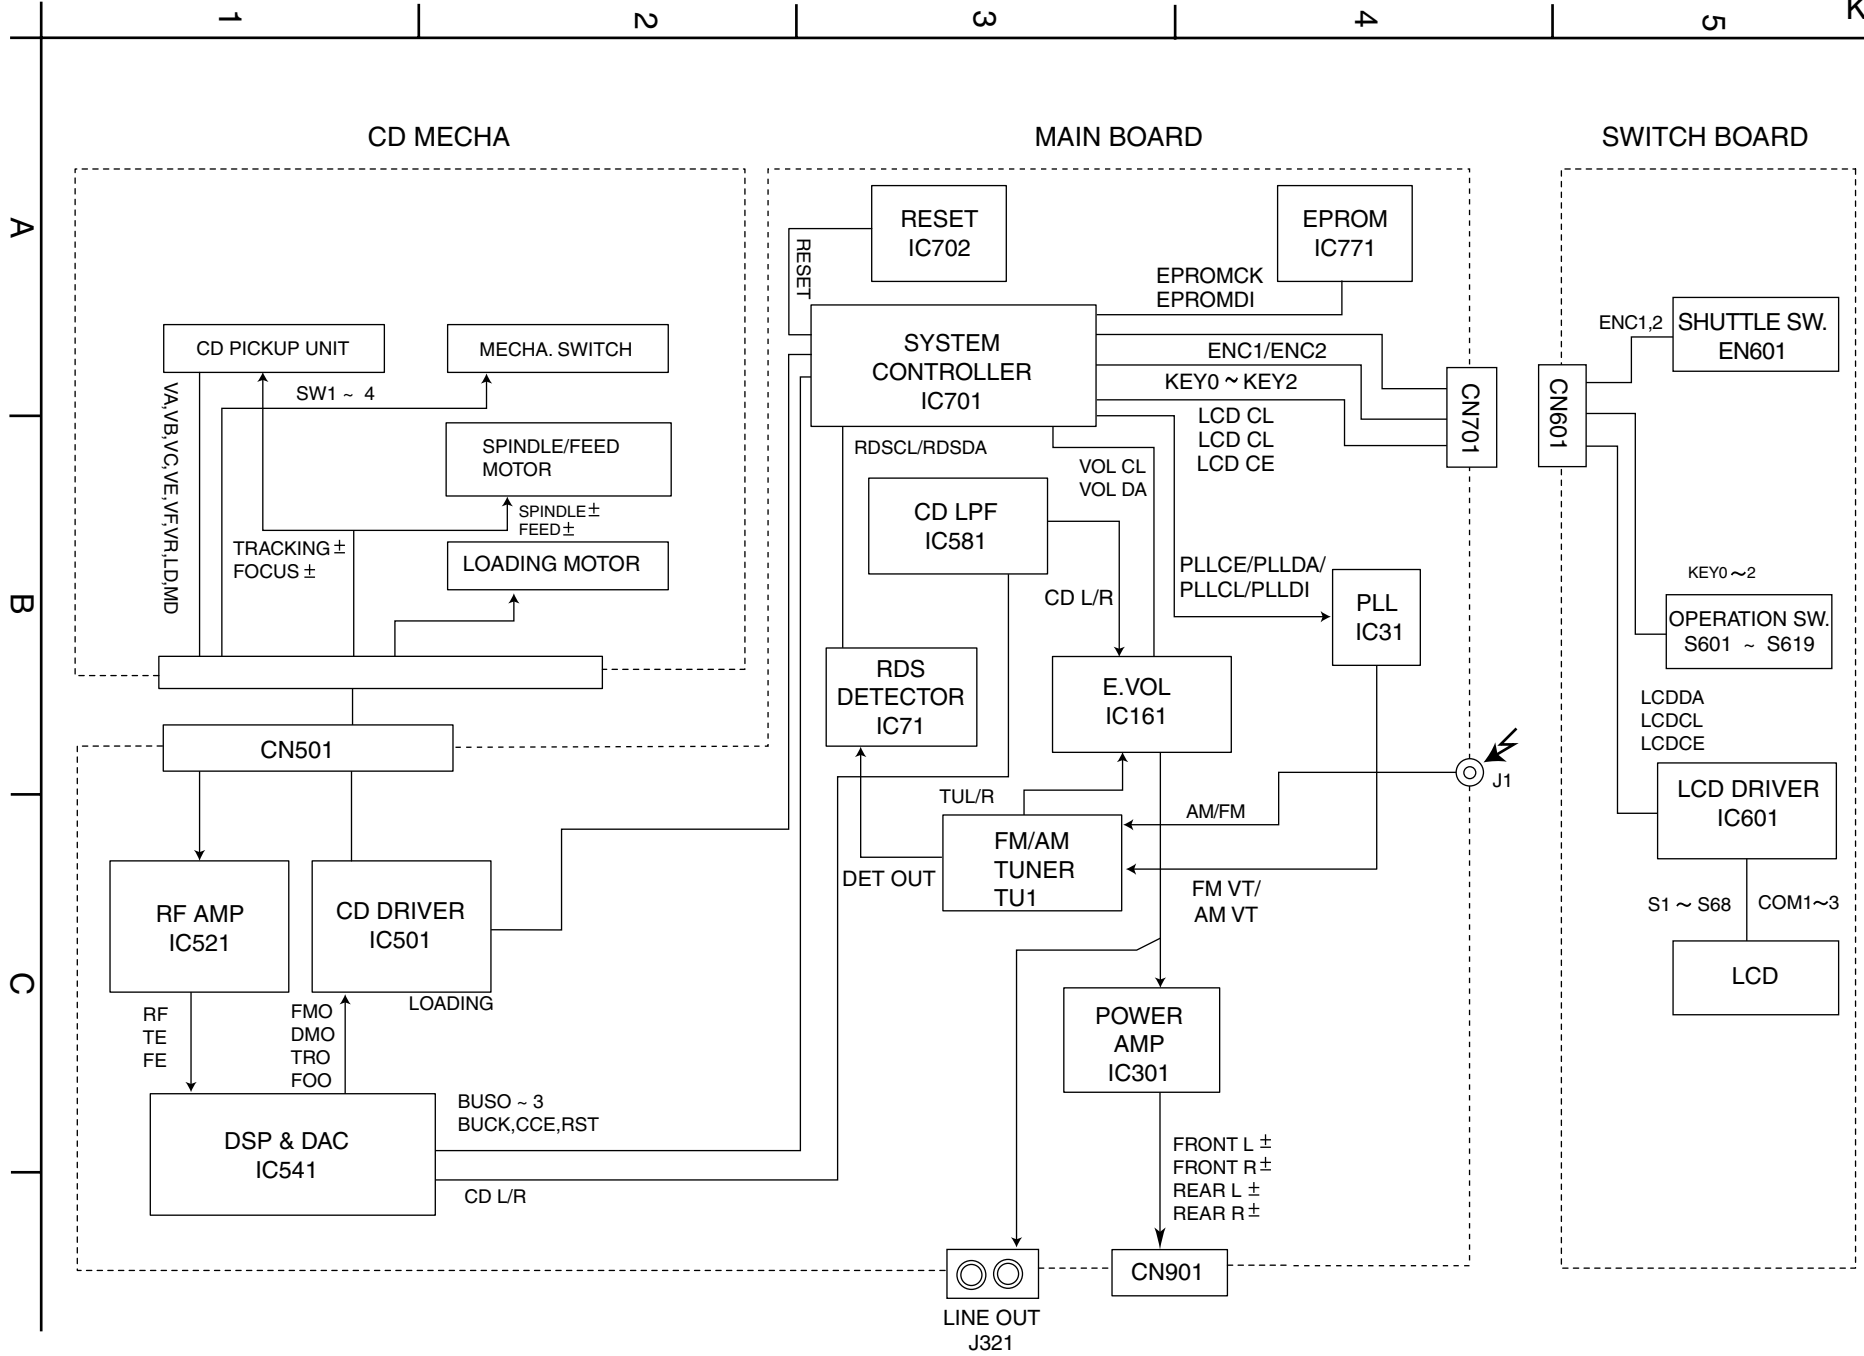 1
2
3
4
5
K
A
B
C
CD MECHA
MAIN BOARD
SWITCH BOARD
RESET
IC702
EPROM
IC771
RESET
EPROMCK
EPROMDI
SYSTEM
CONTROLLER
IC701
ENC1/ENC2
KEY0 ~ KEY2
LCD CL
LCD CL
LCD CE
CN701
CN601
ENC1,2
SHUTTLE SW.
EN601
CD PICKUP UNIT
MECHA. SWITCH
SW1 ~ 4
VA,VB,VC,VE,VF,VR,LD,MD
SPINDLE/FEED
MOTOR
SPINDLE ±
FEED ±
TRACKING ±
FOCUS ±
LOADING MOTOR
RDSCL/RDSDA
VOL CL
VOL DA
CD LPF
IC581
CD L/R
PLLCE/PLLDA/
PLLCL/PLLDI
PLL
IC31
KEY0 ~ 2
OPERATION SW.
S601 ~ S619
RDS
DETECTOR
IC71
E.VOL
IC161
LCDDA
LCDCL
LCDCE
CN501
J1
LCD DRIVER
IC601
TUL/R
AM/FM
FM/AM
TUNER
TU1
DET OUT
FM VT/
AM VT
S1 ~ S68
COM1~3
LCD
RF AMP
IC521
CD DRIVER
IC501
LOADING
RF
TE
FE
FMO
DMO
TRO
FOO
POWER
AMP
IC301
BUSO ~ 3
BUCK,CCE,RST
DSP & DAC
IC541
CD L/R
FRONT L ±
FRONT R ±
REAR L ±
REAR R ±
CN901
LINE OUT
J321